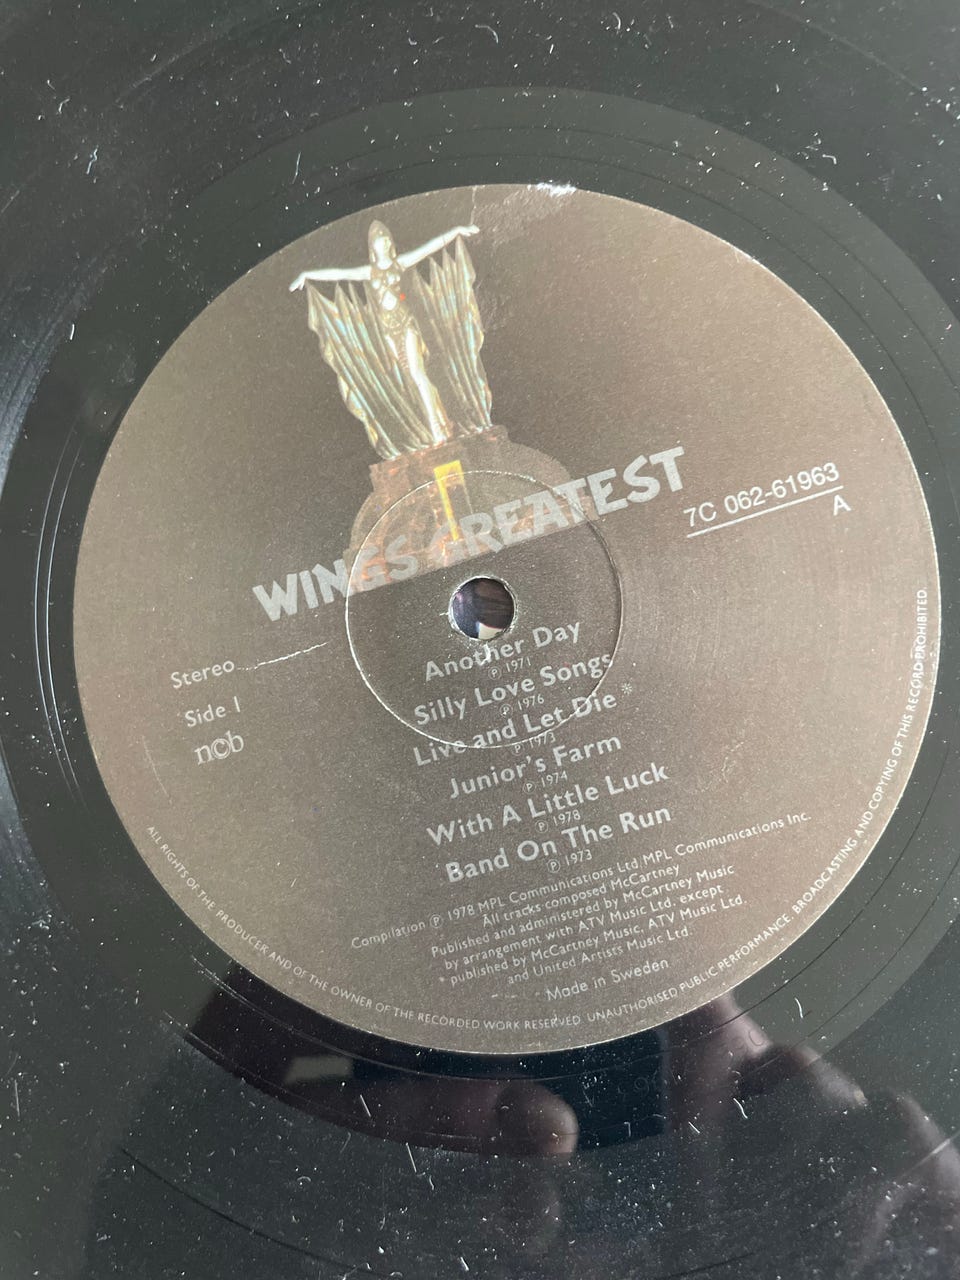 WINGS GREATEST
7C 062-61963
A
Stereo
Side 1
ncb
Another Day
℗ 1971
Silly Love Songs
℗ 1976
Live and Let Die *
℗ 1973
Junior's Farm
℗ 1974
With A Little Luck
℗ 1978
Band On The Run
℗ 1973
Compilation ℗ 1978 MPL Communications Ltd/MPL Communications Inc.
All tracks composed McCartney
Published and administered by McCartney Music
by arrangement with ATV Music Ltd. except
* published by McCartney Music, ATV Music Ltd.
and United Artists Music Ltd.
Made in Sweden
ALL RIGHTS OF THE PRODUCER AND OF THE OWNER OF THE RECORDED WORK RESERVED UNAUTHORISED PUBLIC PERFORMANCE, BROADCASTING AND COPYING OF THIS RECORD PROHIBITED.